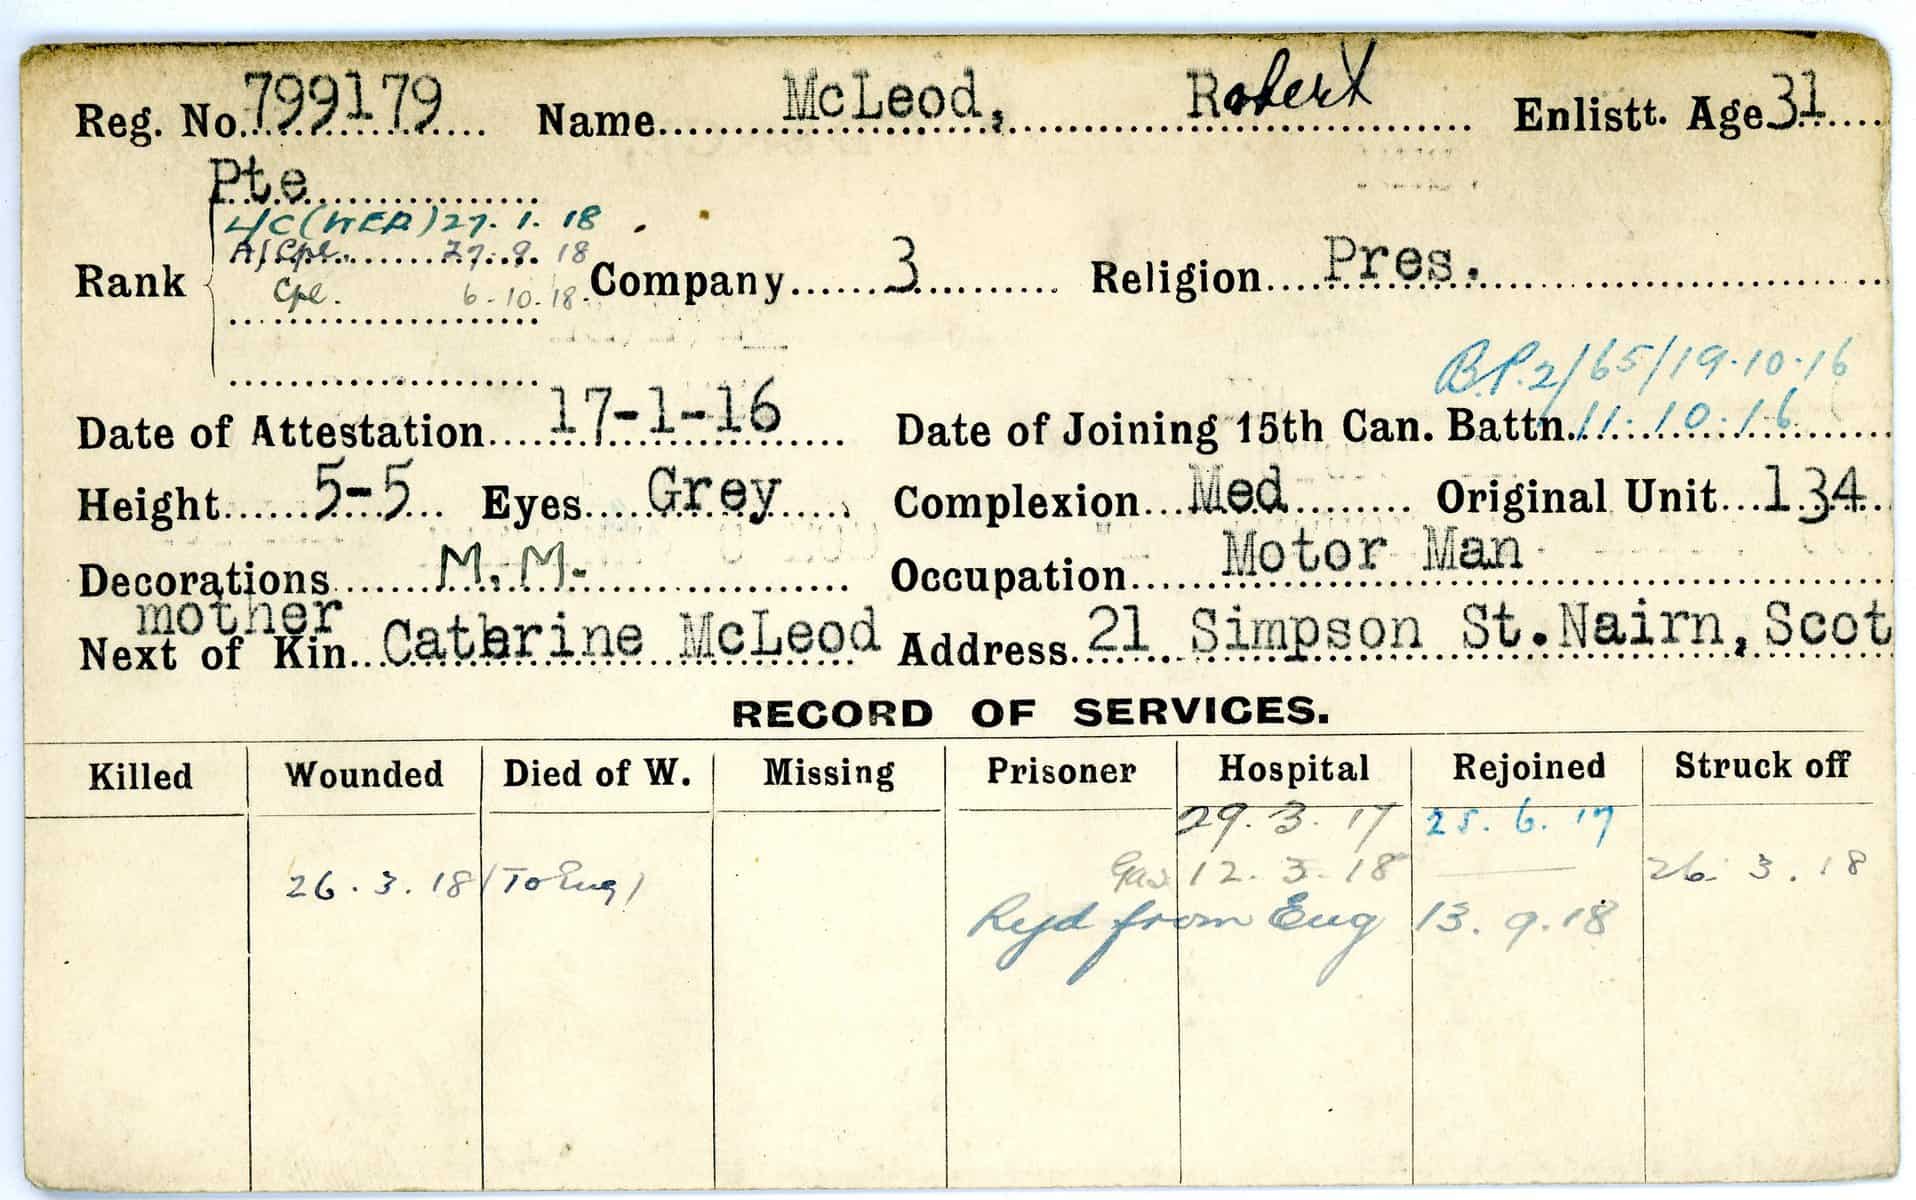 Reg. No. 799179 Name McLeod, Robert Enlistt. Age 31
Pte
L/C (WEF) 27.1.18
A/Cpl. 27.9.18
Rank Company 3 Religion Pres.
Cpl. 6-10-18.
B.P.2/65/19.10.16
Date of Attestation 17-1-16 Date of Joining 15th Can. Battn. 11.10.16
Height 5-5 Eyes Grey Complexion Med Original Unit 134
Decorations M.M. Occupation Motor Man
mother
Next of Kin Cathrine McLeod Address 21 Simpson St. Nairn, Scot
RECORD OF SERVICES.
Killed Wounded Died of W. Missing Prisoner Hospital Rejoined Struck off
29.3.17 25.6.17
26.3.18 (To Eng) Gas 12.3.18 — 26.3.18
Rejd from Eng 13.9.18